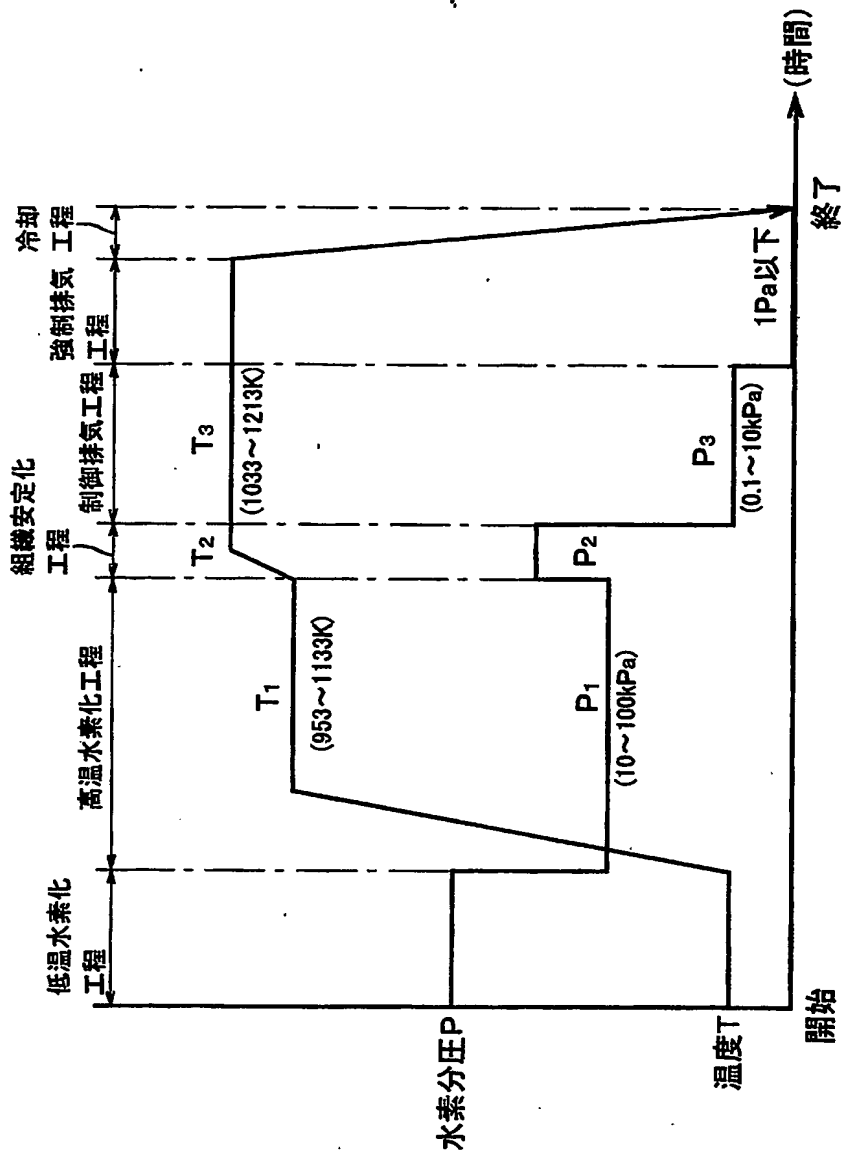 低温水素化
工程
高温水素化工程
組織安定化
工程
制御排気工程
強制排気
工程
冷却
工程
水素分圧P
温度T
T1
(953～1133K)
T2
T3
(1033～1213K)
P1
(10～100kPa)
P2
P3
(0.1～10kPa)
1Pa以下
開始
終了
(時間)